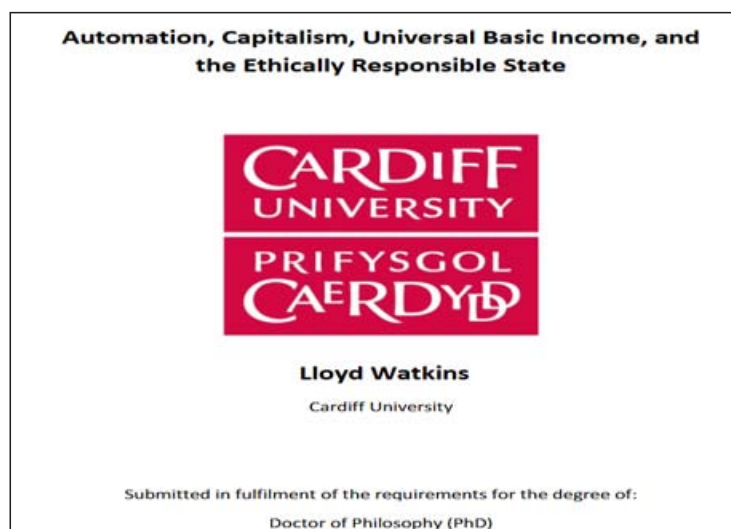 Automation, Capitalism, Universal Basic Income, and
the Ethically Responsible State
CARDIFF
UNIVERSITY
PRIFYSGOL
CAERDYDD
Lloyd Watkins
Cardiff University
Submitted in fulfilment of the requirements for the degree of:
Doctor of Philosophy (PhD)